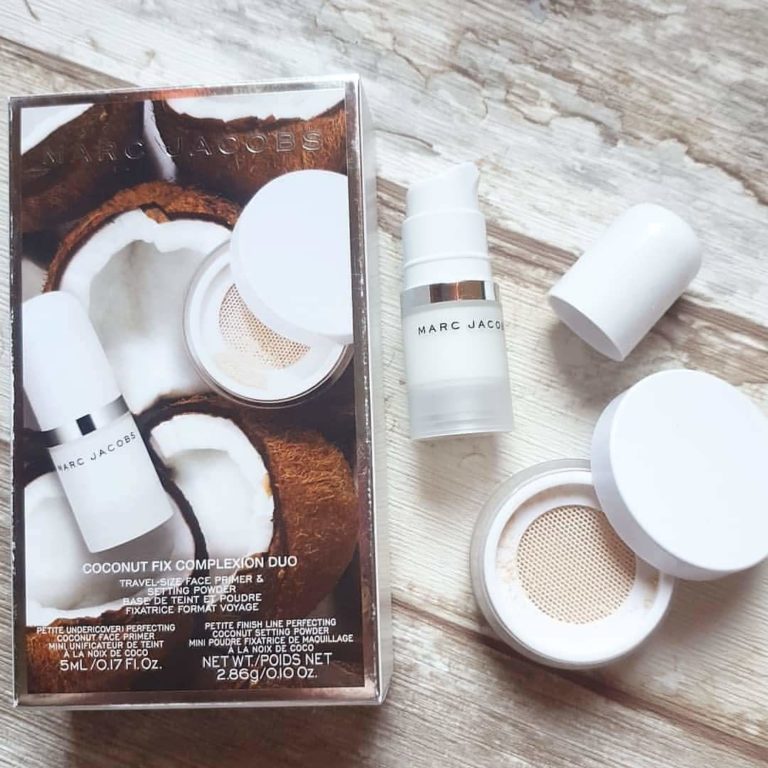 MARC JACOBS
MARC JACOBS
COCONUT FIX COMPLEXION DUO
TRAVEL-SIZE FACE PRIMER &
SETTING POWDER
BASE DE TEINT ET POUDRE
FIXATRICE FORMAT VOYAGE
PETITE UNDERCOVER) PERFECTING
COCONUT FACE PRIMER
MINI UNIFICATEUR DE TEINT
À LA NOIX DE COCO
5ML/0.17 Fl. Oz.
PETITE FINISH LINE PERFECTING
COCONUT SETTING POWDER
MINI POUDRE FIXATRICE DE MAQUILLAGE
À LA NOIX DE COCO
NET WT./POIDS NET
2.86g/0.10 Oz.
MARC JACO